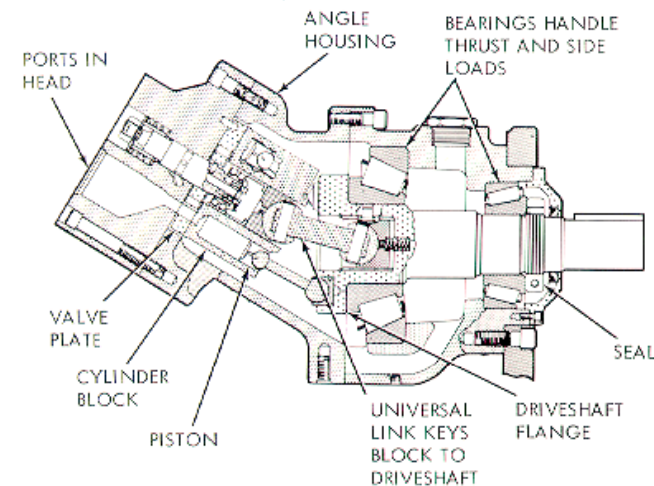 ANGLE
HOUSING
BEARINGS HANDLE
THRUST AND SIDE
LOADS
PORTS IN
HEAD
VALVE
PLATE
CYLINDER
BLOCK
PISTON
UNIVERSAL
LINK KEYS
BLOCK TO
DRIVESHAFT
DRIVESHAFT
FLANGE
SEAL